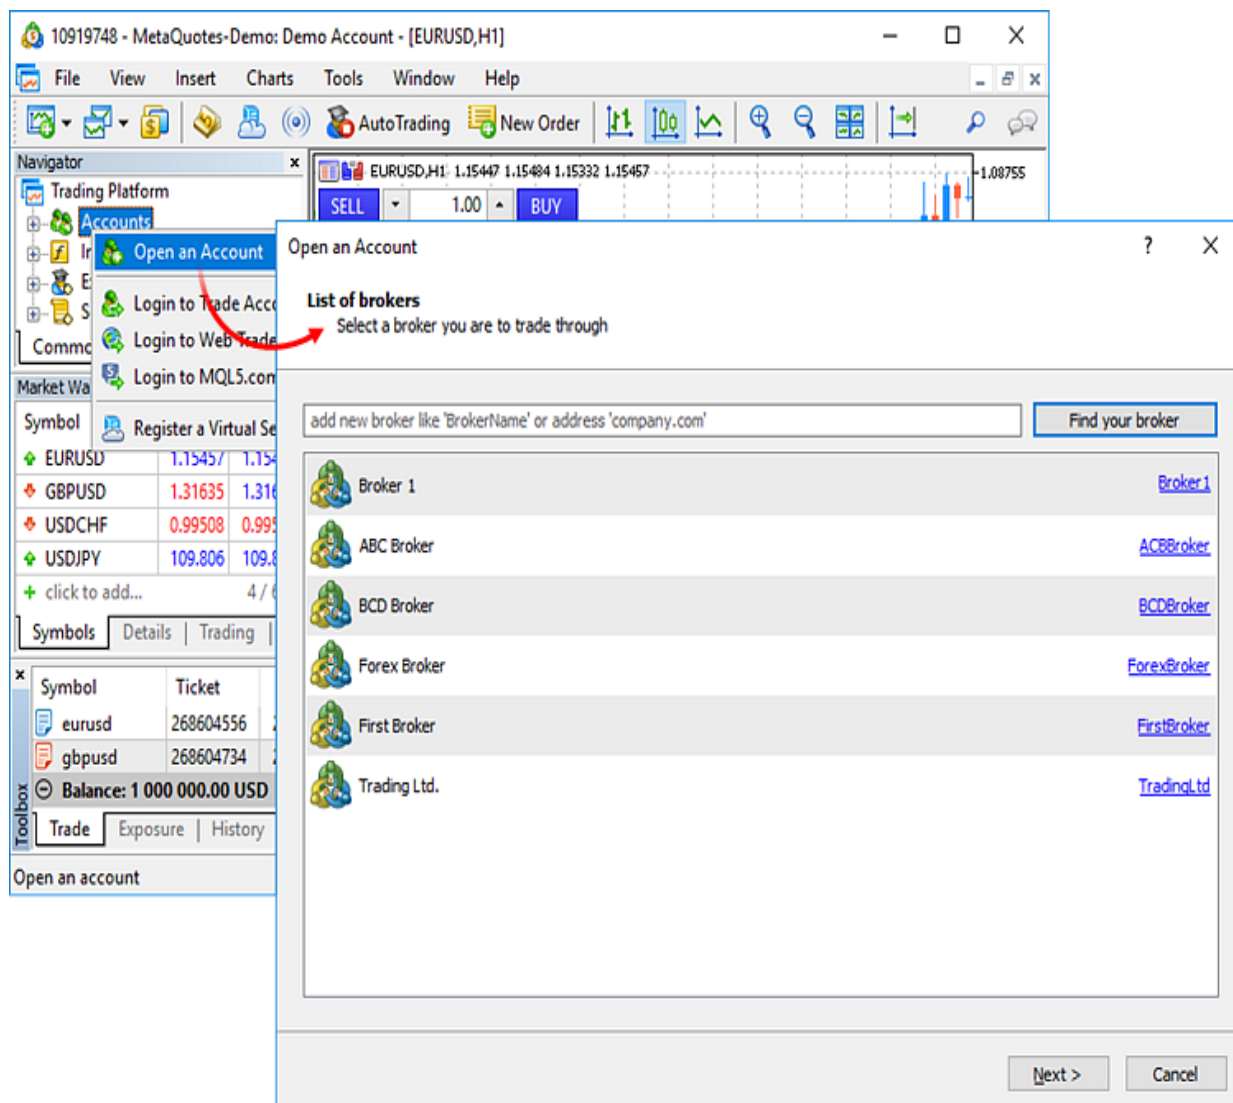 10919748 - MetaQuotes-Demo: Demo Account - [EURUSD,H1]
File View Insert Charts Tools Window Help
AutoTrading New Order
Navigator
EURUSD,H1 1.15447 1.15484 1.15332 1.15457
1.08755
Trading Platform
SELL 1.00 BUY
Accounts
Open an Account
Login to Trade
Login to Web
Login to MQL5.com
Register a Virtual
Market
Symbol
EURUSD 1.15457
GBPUSD 1.31635
USDCHF 0.99508
USDJPY 109.806
click to add...
Symbols Details | Trading |
Symbol Ticket
eurusd 268604556
gbpusd 268604734
Balance: 1 000 000.00 USD
Toolbox
Trade Exposure | History
Open an account
Open an Account
List of brokers
Select a broker you are to trade through
add new broker like 'BrokerName' or address 'company.com'
Find your broker
Broker 1 Broker1
ABC Broker ACBBroker
BCD Broker BCDBroker
Forex Broker ForexBroker
First Broker FirstBroker
Trading Ltd. TradingLtd
Next >
Cancel